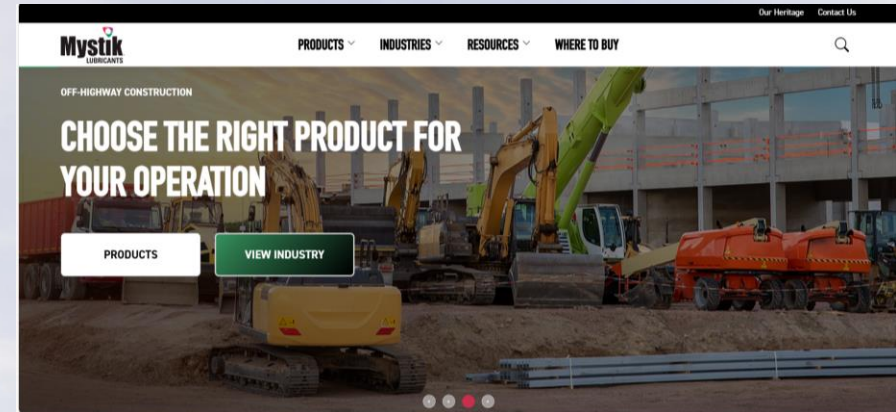 Our Heritage Contact Us
Mystik
LUBRICANTS
PRODUCTS INDUSTRIES RESOURCES WHERE TO BUY
OFF-HIGHWAY CONSTRUCTION
CHOOSE THE RIGHT PRODUCT FOR
YOUR OPERATION
PRODUCTS VIEW INDUSTRY